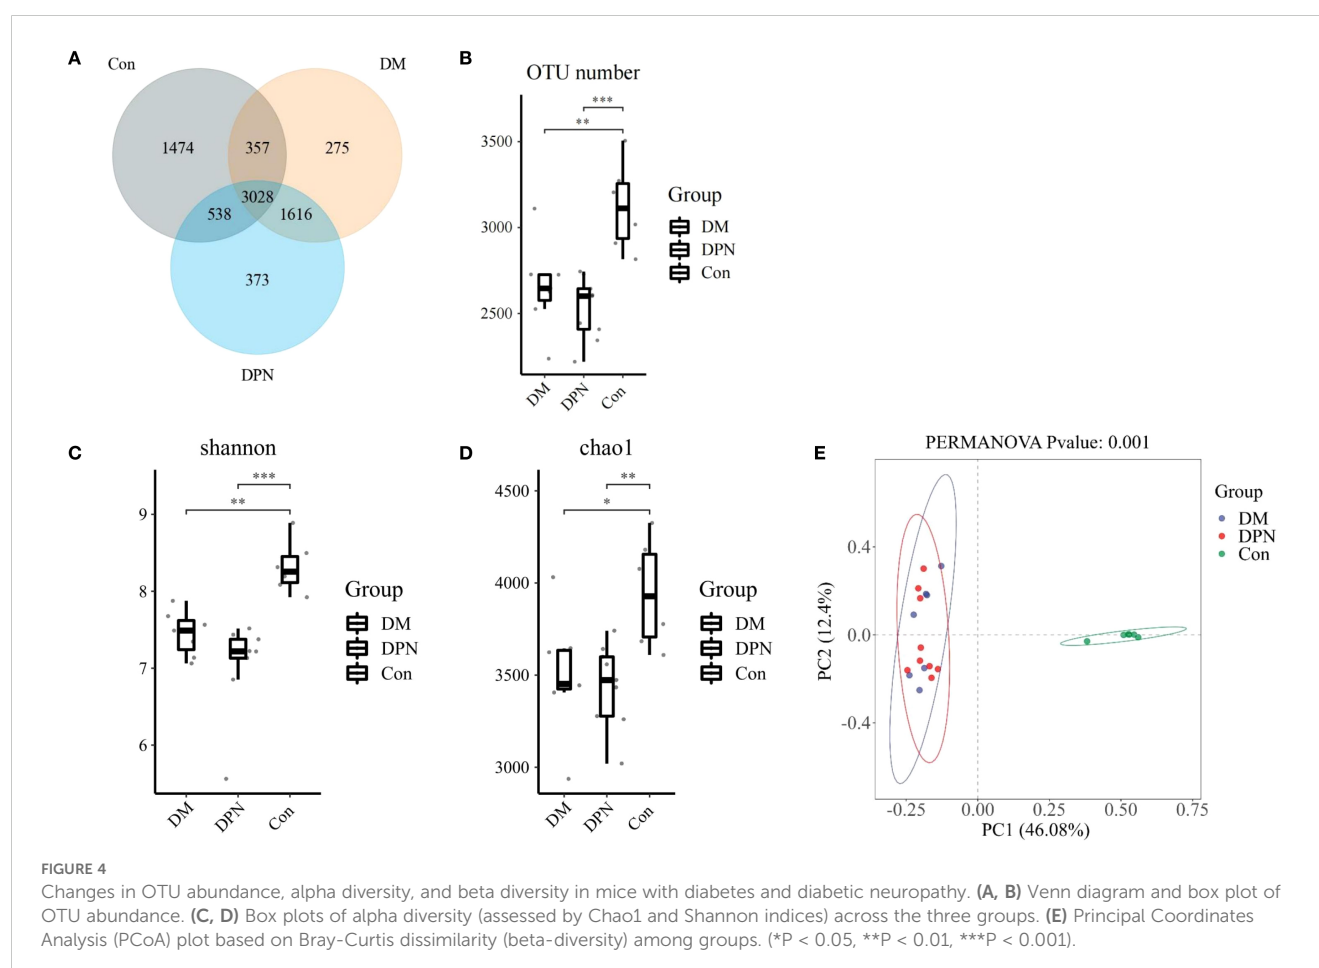 A
Con
DM
1474
357
275
3028
538
1616
373
DPN
B
OTU number
***
**
3500
3000
2500
DM
DPN
Con
Group
DM
DPN
Con
C
shannon
***
**
9
8
7
6
DM
DPN
Con
Group
DM
DPN
Con
D
chao1
**
*
4500
4000
3500
3000
DM
DPN
Con
Group
DM
DPN
Con
E
PERMANOVA Pvalue: 0.001
PC2 (12.4%)
0.4
0.0
-0.4
-0.25
0.00
0.25
0.50
0.75
PC1 (46.08%)
Group
DM
DPN
Con
FIGURE 4
Changes in OTU abundance, alpha diversity, and beta diversity in mice with diabetes and diabetic neuropathy. (A, B) Venn diagram and box plot of
OTU abundance. (C, D) Box plots of alpha diversity (assessed by Chao1 and Shannon indices) across the three groups. (E) Principal Coordinates
Analysis (PCoA) plot based on Bray-Curtis dissimilarity (beta-diversity) among groups. (*P < 0.05, **P < 0.01, ***P < 0.001).